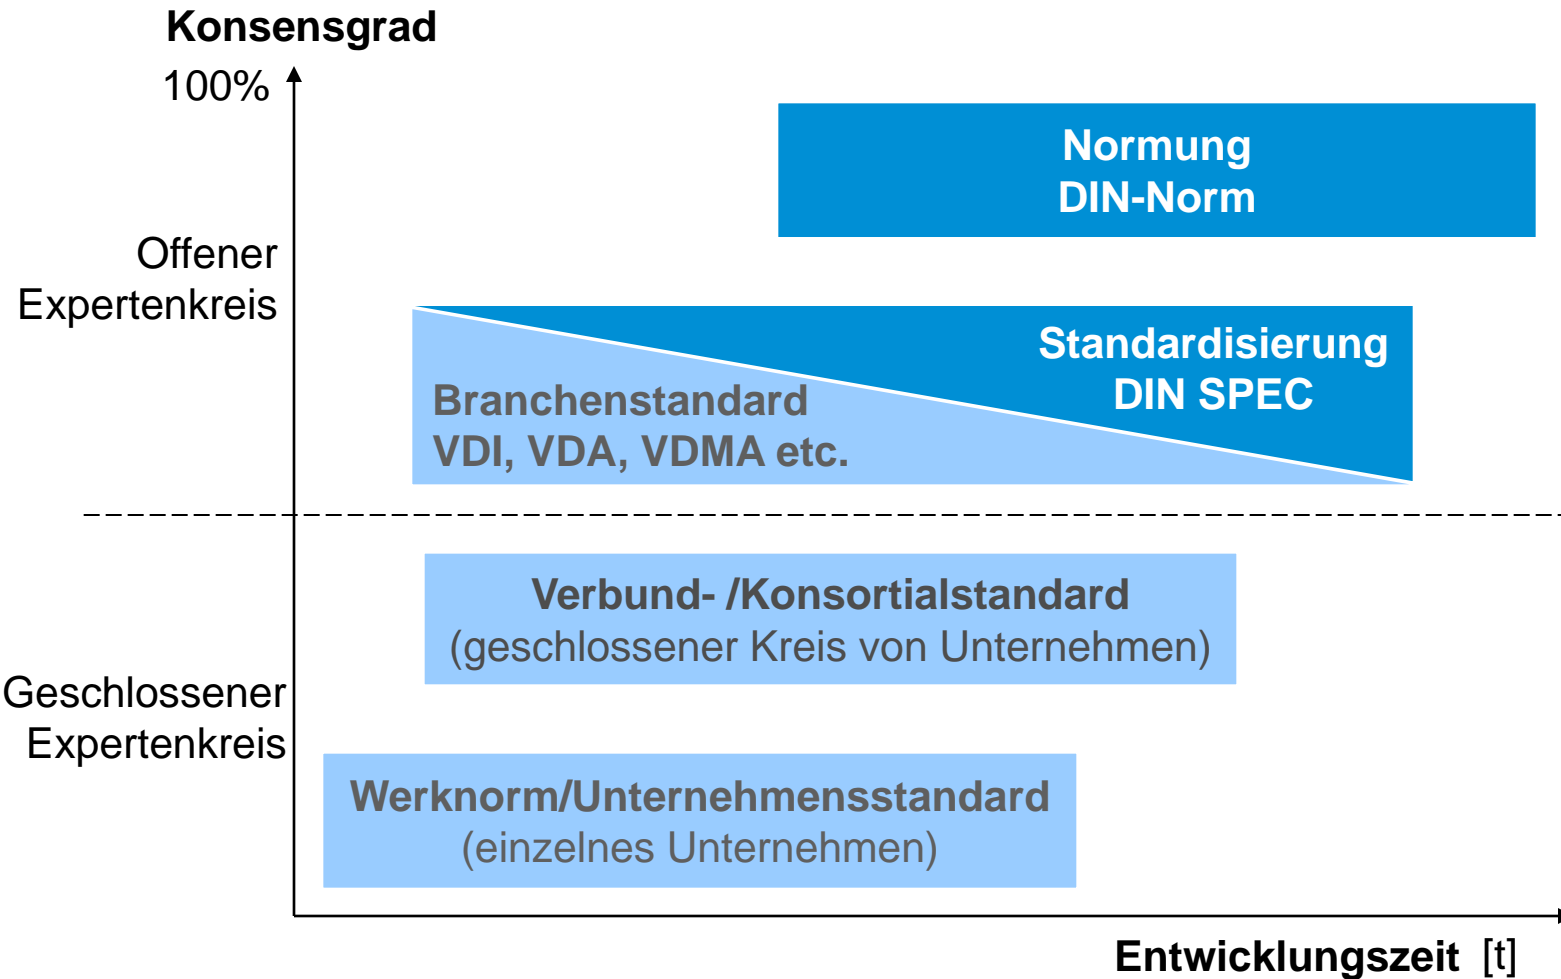 Konsensgrad
100%
Normung
DIN-Norm
Offener
Expertenkreis
Standardisierung
DIN SPEC
Branchenstandard
VDI, VDA, VDMA etc.
Verbund- /Konsortialstandard
(geschlossener Kreis von Unternehmen)
Geschlossener
Expertenkreis
Werknorm/Unternehmensstandard
(einzelnes Unternehmen)
Entwicklungszeit [t]